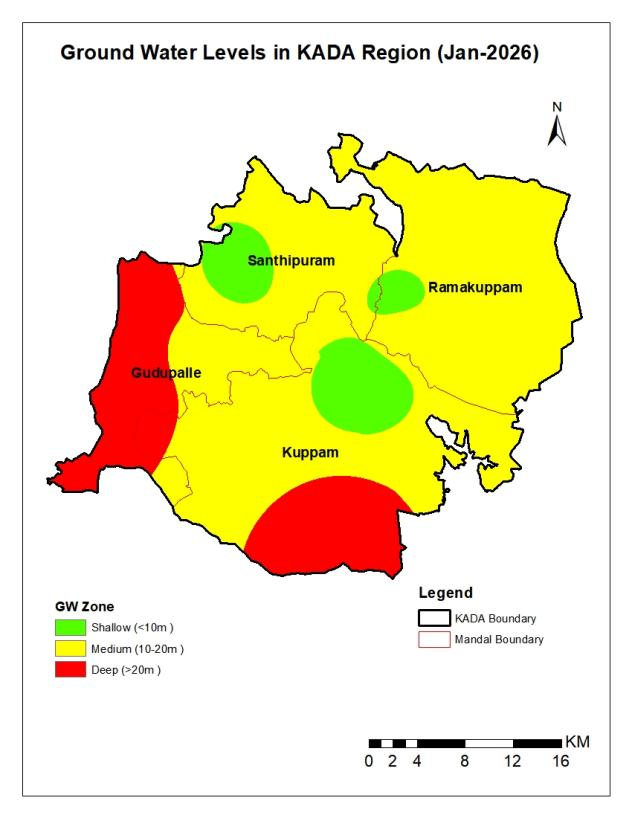 Ground Water Levels in KADA Region (Jan-2026)
N
Santhipuram
Ramakuppam
Gudupalle
Kuppam
GW Zone
Shallow (<10m )
Medium (10-20m )
Deep (>20m )
Legend
KADA Boundary
Mandal Boundary
KM
0 2 4 8 12 16